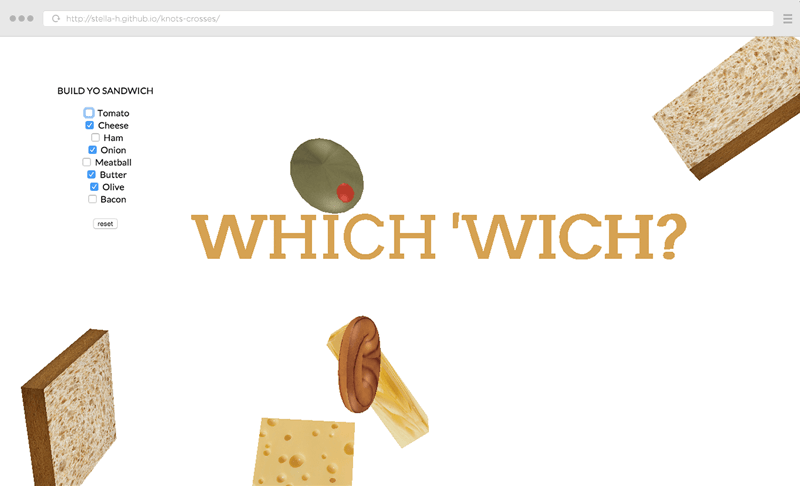 http://stella-h.github.io/knots-crosses/
BUILD YO SANDWICH
Tomato
Cheese
Ham
Onion
Meatball
Butter
Olive
Bacon
reset
WHICH 'WICH?